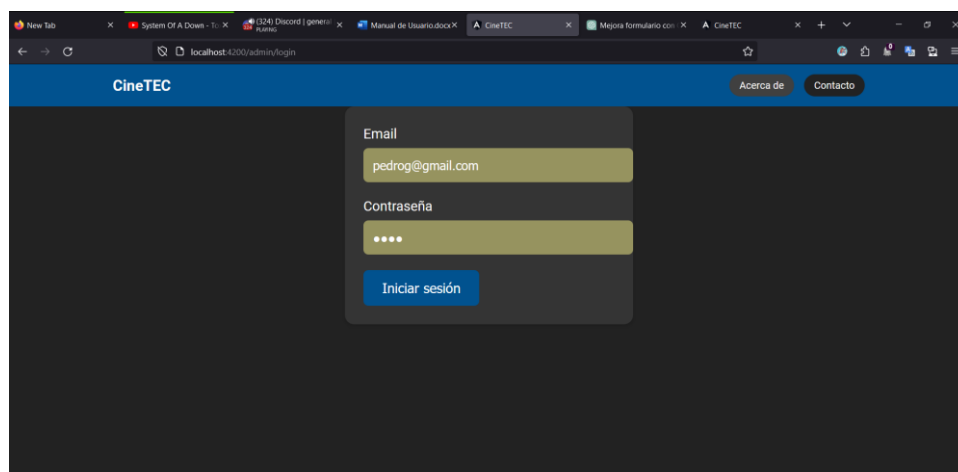 New Tab
System Of A Down - To
(324) Discord | general
PLAYING
Manual de Usuario.docx
CineTEC
Mejora formulario con
CineTEC
localhost:4200/admin/login
CineTEC
Acerca de
Contacto
Email
pedrog@gmail.com
Contraseña
••••
Iniciar sesión